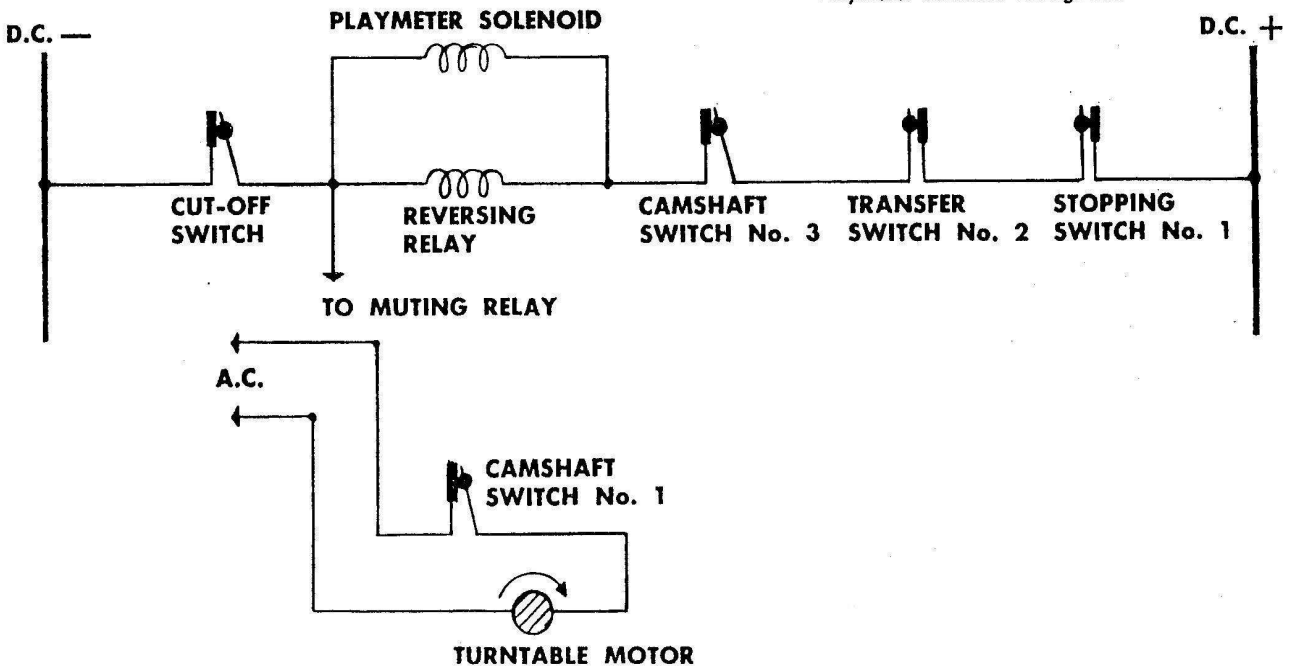 PLAYMETER SOLENOID
D.C. —
D.C. +
CUT-OFF
SWITCH
REVERSING
RELAY
CAMSHAFT
SWITCH No. 3
TRANSFER
SWITCH No. 2
STOPPING
SWITCH No. 1
TO MUTING RELAY
A.C.
CAMSHAFT
SWITCH No. 1
TURNTABLE MOTOR